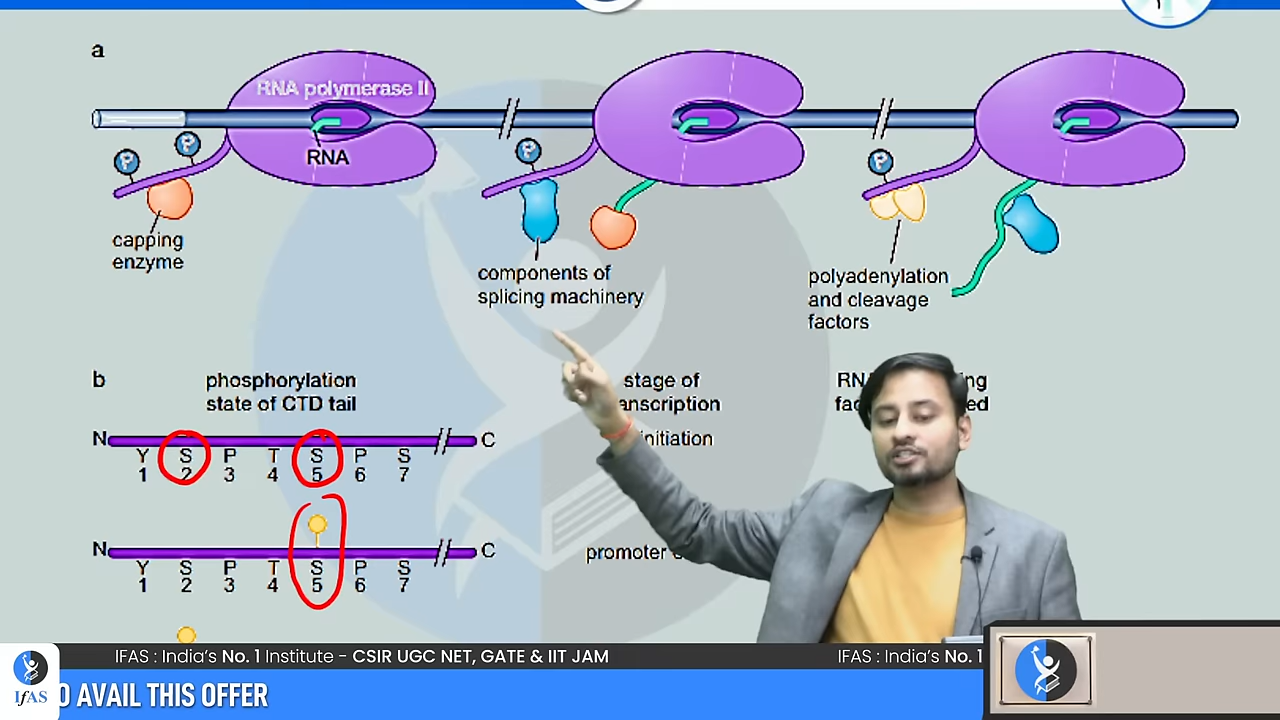 a
RNA polymerase II
P
P
P
P
RNA
capping
enzyme
components of
splicing machinery
polyadenylation
and cleavage
factors
b
phosphorylation
state of CTD tail
stage of
N
C
initiation
Y S P T S P S
1 2 3 4 5 6 7
N
C
promoter
Y S P T S P S
1 2 3 4 5 6 7
IFAS : India's No. 1 Institute - CSIR UGC NET, GATE & IIT JAM
IFAS : India's No. 1
IfAS
AVAIL THIS OFFER